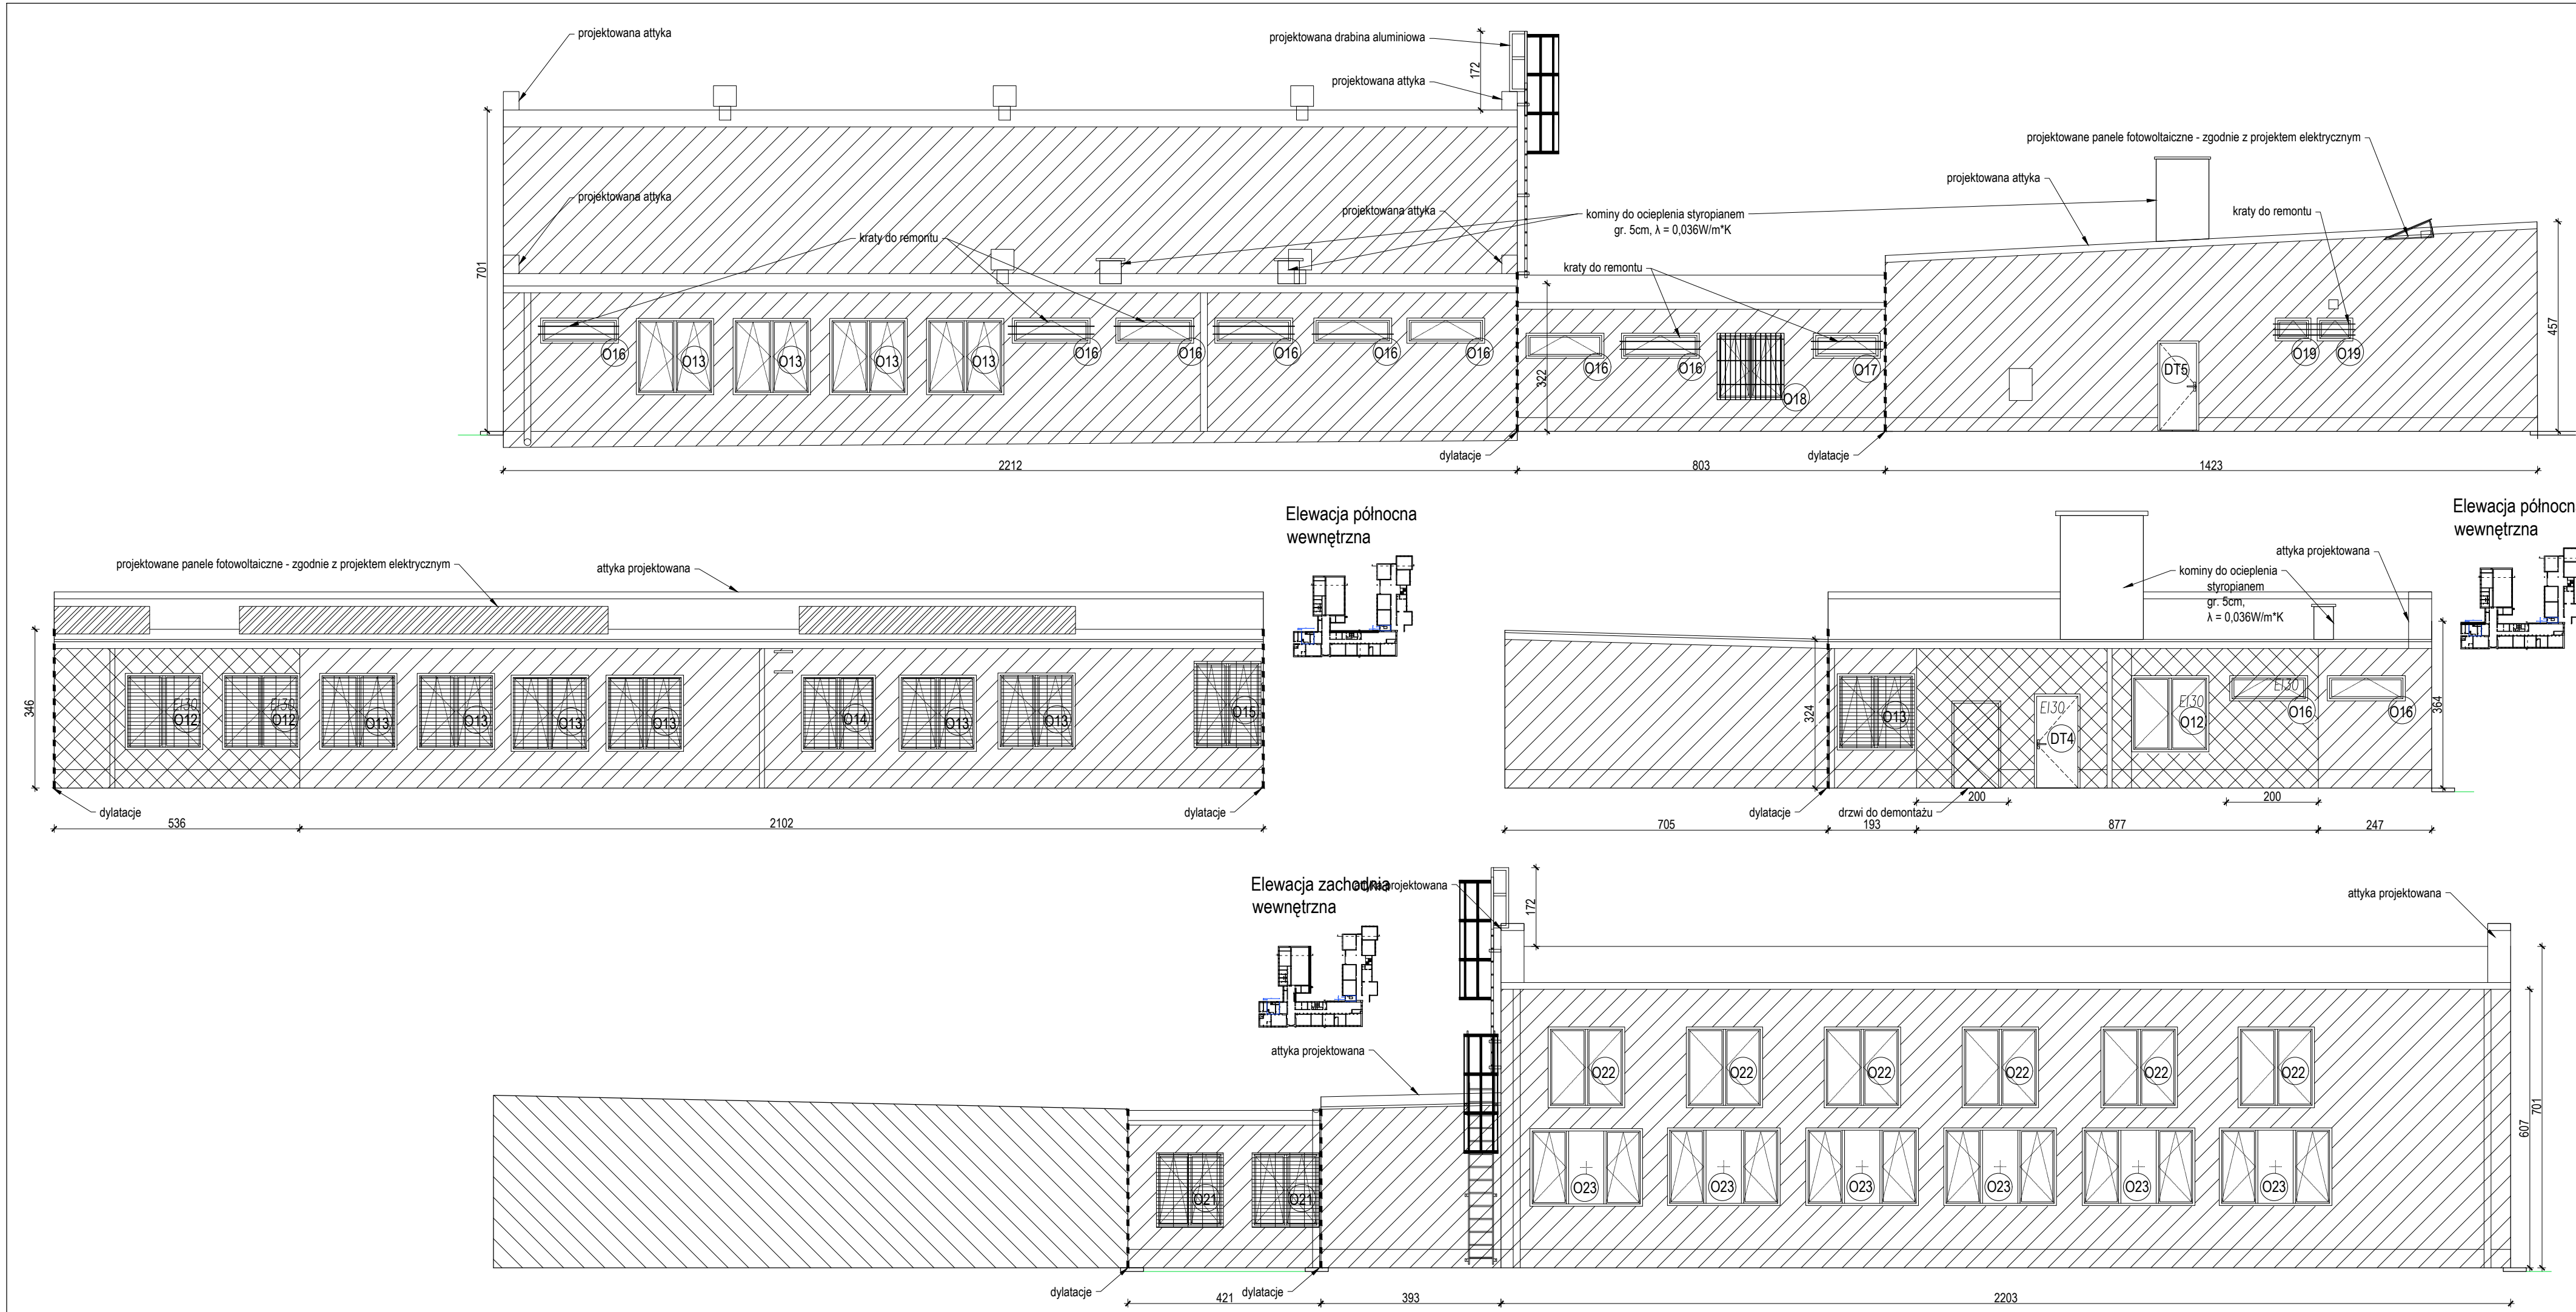 projektowana attyka
projektowana drabina aluminiowa
172
projektowana attyka
projektowane panele fotowoltaiczne - zgodnie z projektem elektrycznym
projektowana attyka
projektowana attyka
projektowana attyka
kominy do ocieplenia styropianem
gr. 5cm, λ = 0,036W/m*K
kraty do remontu
kraty do remontu
kraty do remontu
701
322
457
O16
O13
O13
O13
O13
O16
O16
O16
O16
O16
O16
O16
O18
O17
DT5
O19
O19
dylatacje
dylatacje
2212
803
1423
Elewacja północna
wewnętrzna
projektowane panele fotowoltaiczne - zgodnie z projektem elektrycznym
attyka projektowana
346
EI30
O12
EI30
O12
O13
O13
O13
O13
O14
O13
O13
O15
dylatacje
dylatacje
536
2102
Elewacja północn
wewnętrzna
attyka projektowana
kominy do ocieplenia
styropianem
gr. 5cm,
λ = 0,036W/m*K
324
364
O13
EI30
DT4
EI30
O12
EI30
O16
O16
200
200
dylatacje
drzwi do demontażu
705
193
877
247
Elewacja zachodnia
wewnętrzna
attyka projektowana
172
attyka projektowana
attyka projektowana
O22
O22
O22
O22
O22
O22
O21
O21
O23
O23
O23
O23
O23
O23
607
701
dylatacje
dylatacje
421
393
2203